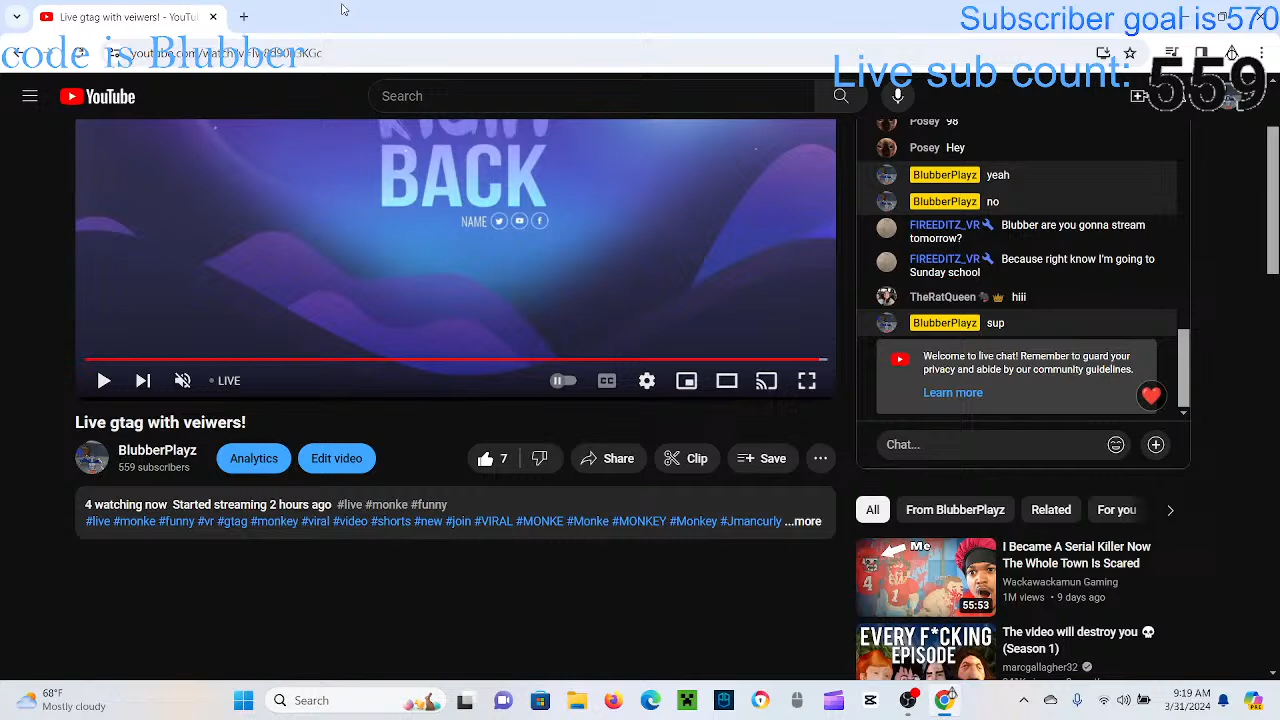 Live gtag with veiwers! - YouTu
Subscriber goal is 570
code is Blubber
Live sub count: 559
YouTube
Search
Posey 98
Posey Hey
BlubberPlayz yeah
BlubberPlayz no
FIREEDITZ_VR Blubber are you gonna stream
tomorrow?
FIREEDITZ_VR Because right know I'm going to
Sunday school
TheRatQueen hiii
BlubberPlayz sup
Welcome to live chat! Remember to guard your
privacy and abide by our community guidelines.
Learn more
Chat...
BACK
NAME
LIVE
CC
Live gtag with veiwers!
BlubberPlayz
559 subscribers
Analytics
Edit video
7
Share
Clip
Save
4 watching now Started streaming 2 hours ago #live #monke #funny
#live #monke #funny #vr #gtag #monkey #viral #video #shorts #new #join #VIRAL #MONKE #Monke #MONKEY #Monkey #Jmancurly ...more
All
From BlubberPlayz
Related
For you
Me
55:53
I Became A Serial Killer Now
The Whole Town Is Scared
Wackawackamun Gaming
1M views • 9 days ago
EVERY F*CKING
EPISODE
The video will destroy you
(Season 1)
marcgallagher32
68°F
Mostly cloudy
Search
9:19 AM
3/31/2024